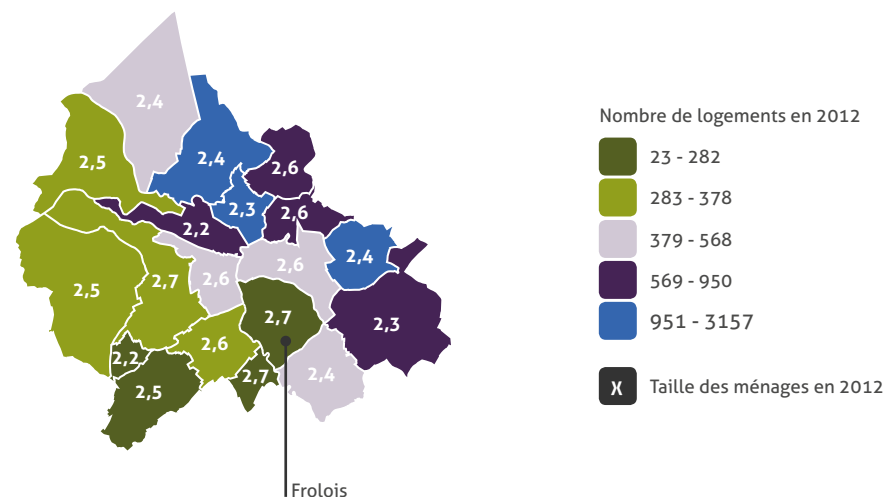 2,4
2,5
2,4
2,6
2,3
2,6
2,2
2,4
2,6
2,6
2,7
2,5
2,7
2,3
2,6
2,2
2,7
2,4
2,5
Frolois
Nombre de logements en 2012
23 - 282
283 - 378
379 - 568
569 - 950
951 - 3157
X Taille des ménages en 2012